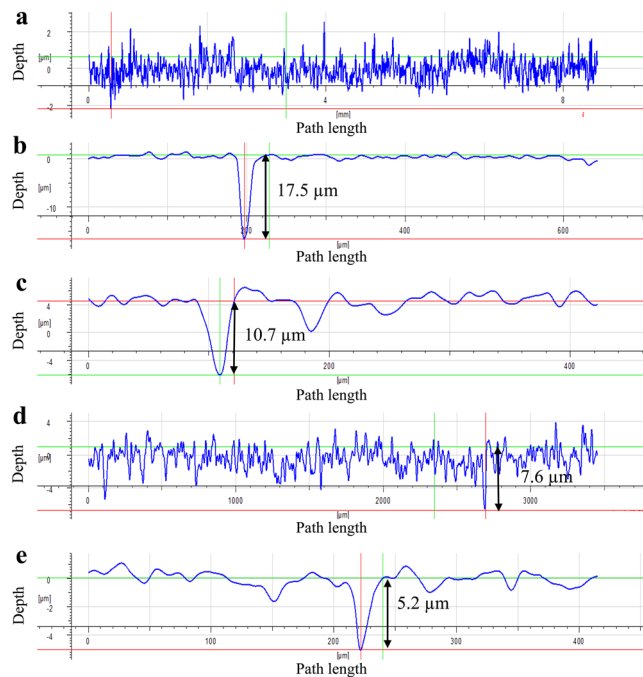 a
Depth
[µm]
2
0
-2
0
4
8
[mm]
Path length
b
Depth
[µm]
0
-10
17.5 µm
0
200
400
600
[µm]
Path length
c
Depth
[µm]
4
0
-4
10.7 µm
0
200
400
[µm]
Path length
d
Depth
[µm]
4
0
-4
7.6 µm
0
1000
2000
3000
[µm]
Path length
e
Depth
[µm]
0
-2
-4
5.2 µm
0
100
200
300
400
[µm]
Path length